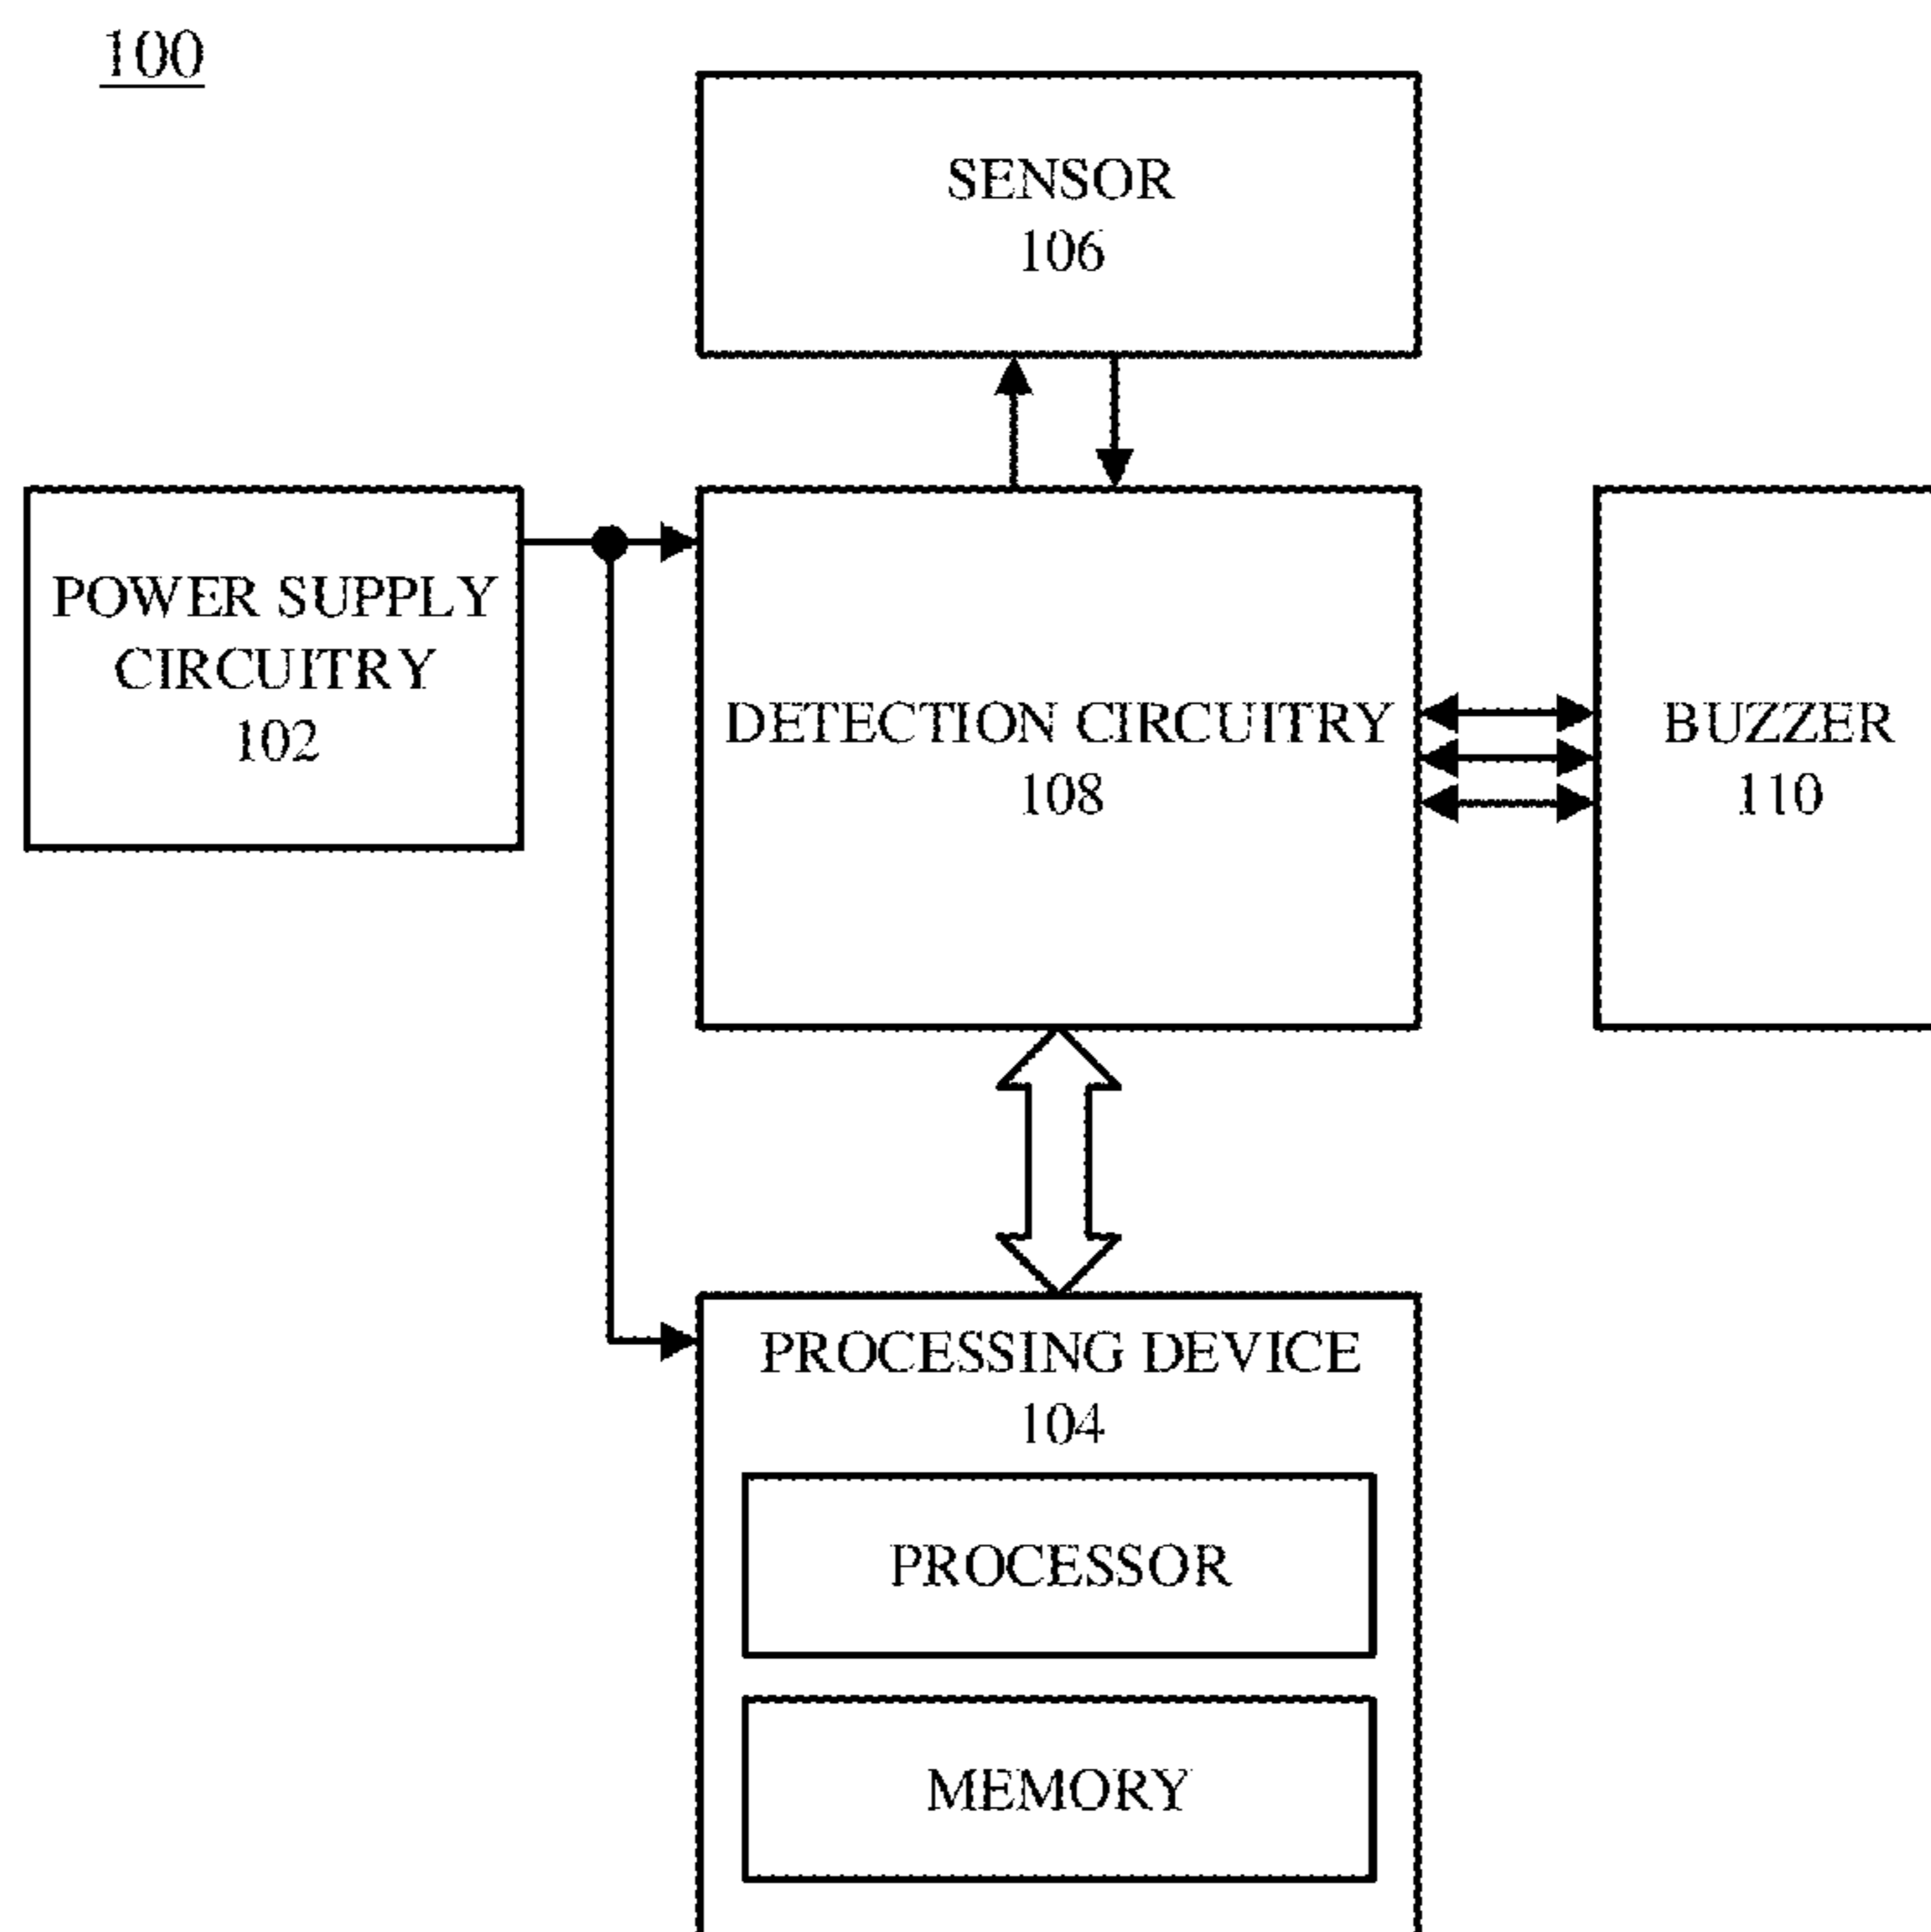 100
SENSOR
106
POWER SUPPLY
CIRCUITRY
102
DETECTION CIRCUITRY
108
BUZZER
110
PROCESSING DEVICE
104
PROCESSOR
MEMORY